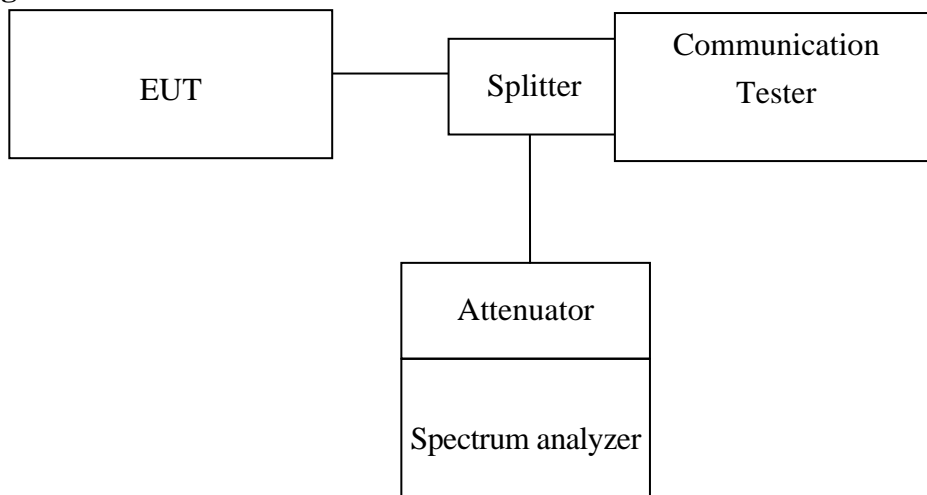 EUT
Splitter
Communication
Tester
Attenuator
Spectrum analyzer